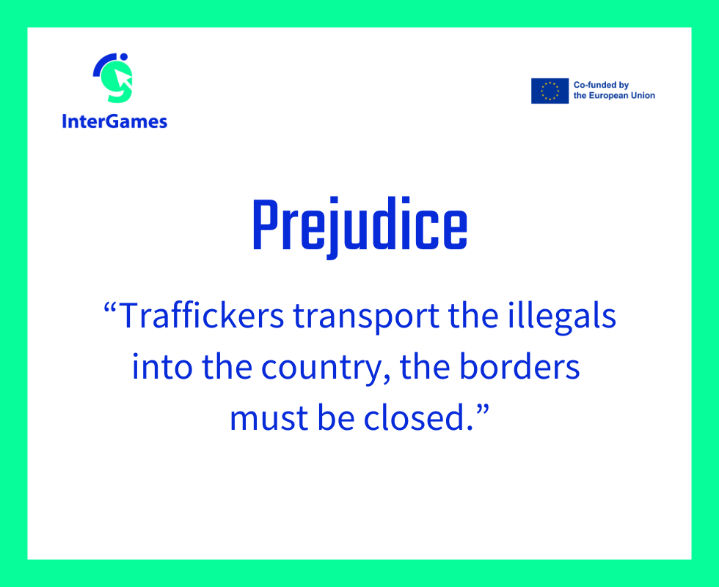 InterGames
Co-funded by
the European Union
Prejudice
“Traffickers transport the illegals
into the country, the borders
must be closed.”